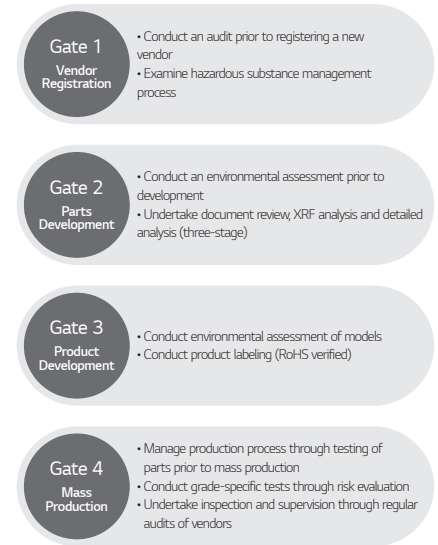 Gate 1
Vendor
Registration
• Conduct an audit prior to registering a new
vendor
• Examine hazardous substance management
process
Gate 2
Parts
Development
• Conduct an environmental assessment prior to
development
• Undertake document review, XRF analysis and detailed
analysis (three-stage)
Gate 3
Product
Development
• Conduct environmental assessment of models
• Conduct product labeling (RoHS verified)
Gate 4
Mass
Production
• Manage production process through testing of
parts prior to mass production
• Conduct grade-specific tests through risk evaluation
• Undertake inspection and supervision through regular
audits of vendors